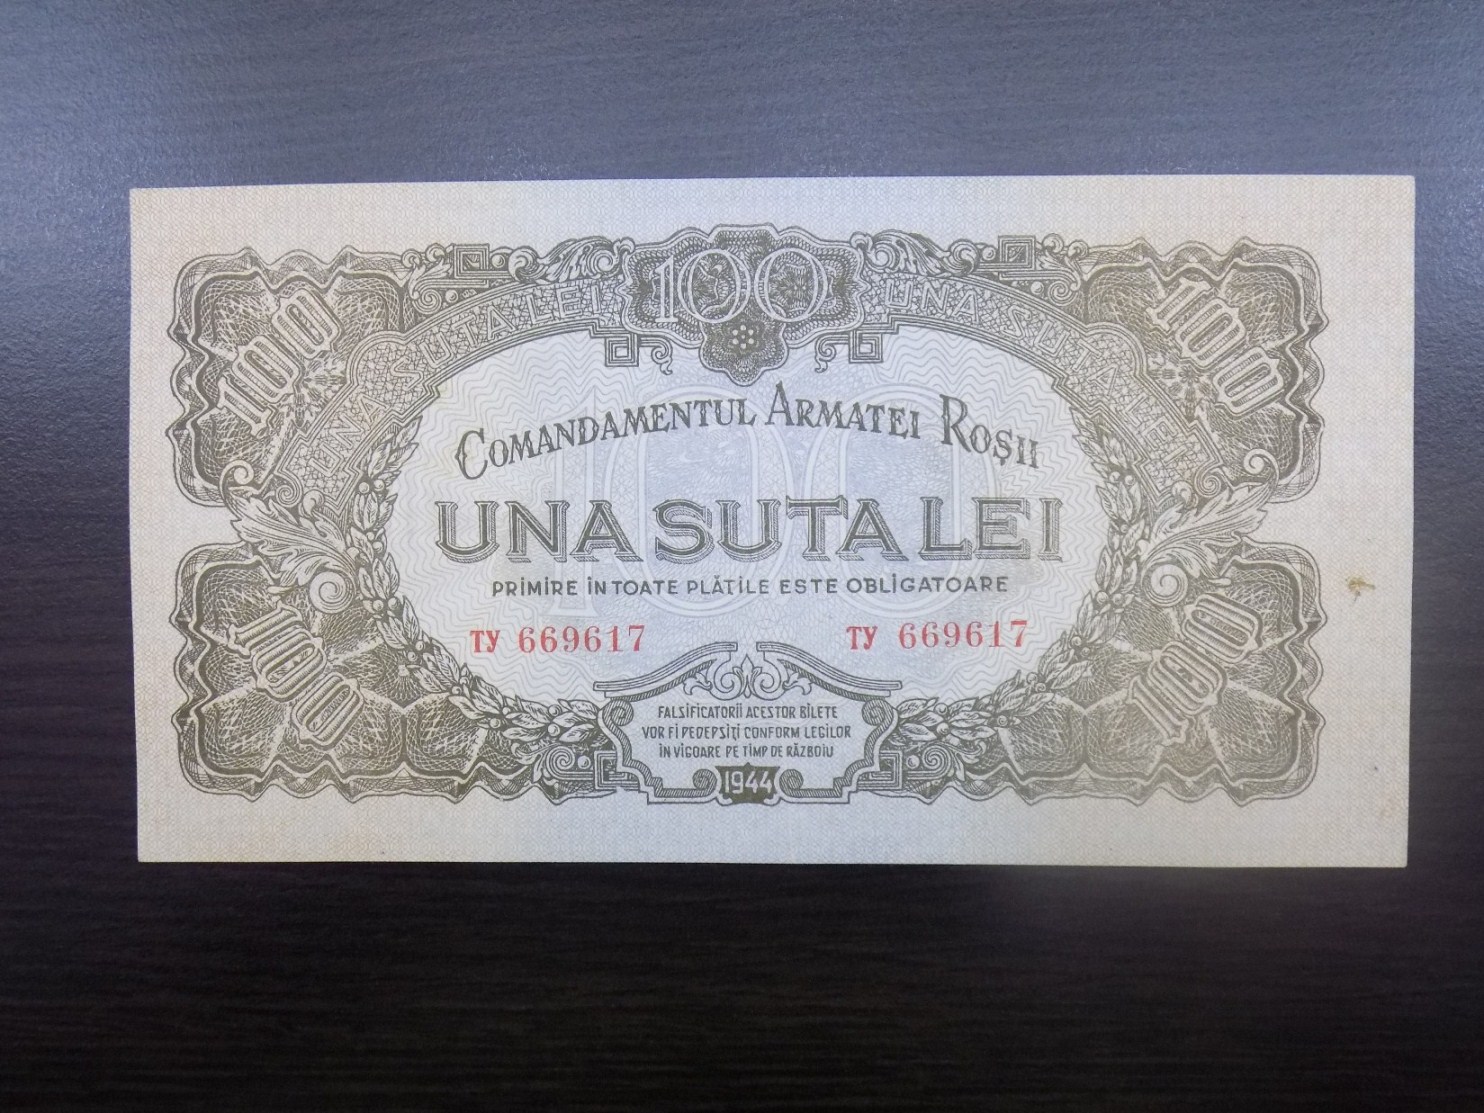 100
UNA SUTA LEI
100
UNA SUTA LEI
100
COMANDAMENTUL ARMATEI ROȘII
UNA SUTA LEI
PRIMIRE ÎN TOATE PLĂȚILE ESTE OBLIGATOARE
ТУ 669617
ТУ 669617
100
100
FALSIFICATORII ACESTOR BILETE
VOR FI PEDEPSIȚI CONFORM LEGILOR
ÎN VIGOARE PE TIMP DE RĂZBOIU
1944